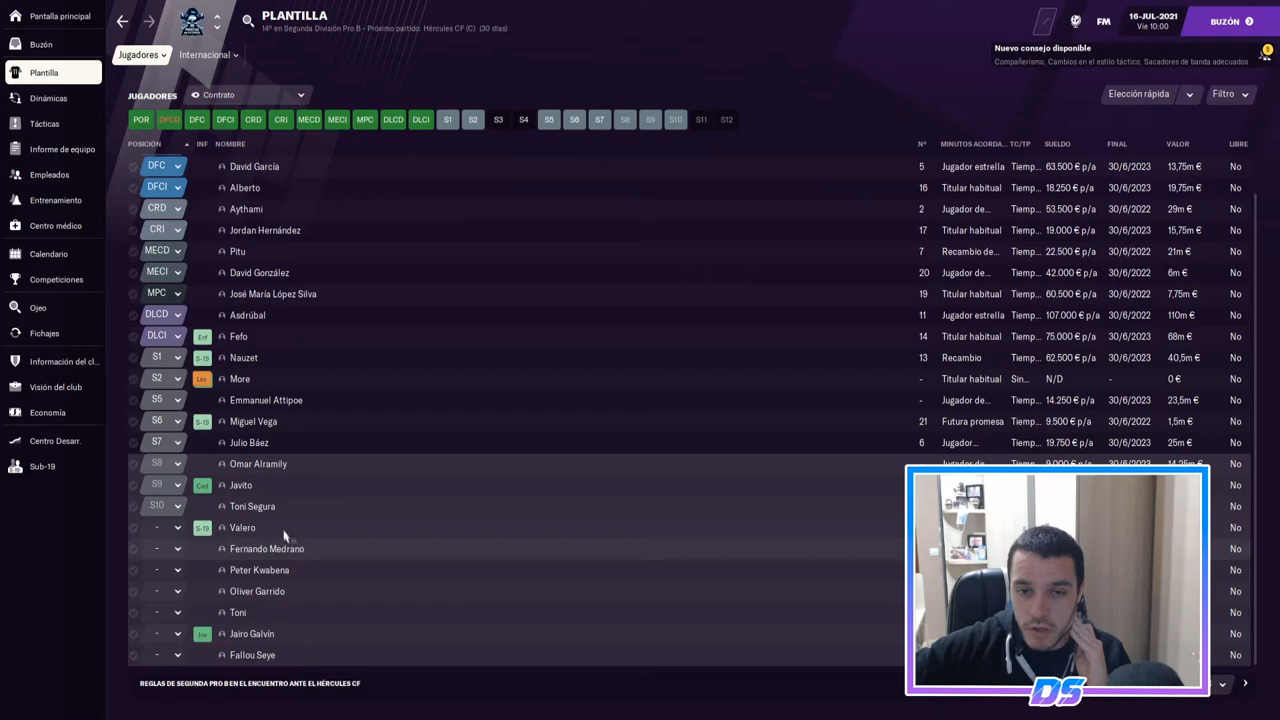 Pantalla principal
Buzón
Plantilla
Dinámicas
Tácticas
Informe de equipo
Empleados
Entrenamiento
Centro médico
Calendario
Competiciones
Ojeo
Fichajes
Información del cl...
Visión del club
Economía
Centro Desarr.
Sub-19
PLANTILLA
14º en Segunda División Pro B - Próximo partido: Hércules CF (C) (30 días)
FM
16-JUL-2021
Vie 10:00
BUZÓN
Jugadores
Internacional
Nuevo consejo disponible
Compañerismo, Cambios en el estilo táctico, Sacadores de banda adecuados
5
JUGADORES
Contrato
Elección rápida
Filtro
POR DFCD DFC DFCI CRD CRI MECD MECI MPC DLCD DLCI S1 S2 S3 S4 S5 S6 S7 S8 S9 S10 S11 S12
POSICIÓN INF NOMBRE Nº MINUTOS ACORDA... TC/TP SUELDO FINAL VALOR LIBRE
DFC David García 5 Jugador estrella Tiemp... 63.500 € p/a 30/6/2023 13,75m € No
DFCI Alberto 16 Titular habitual Tiemp... 18.250 € p/a 30/6/2023 19,75m € No
CRD Aythami 2 Jugador de... Tiemp... 53.500 € p/a 30/6/2022 29m € No
CRI Jordan Hernández 17 Titular habitual Tiemp... 19.000 € p/a 30/6/2022 15,75m € No
MECD Pitu 7 Recambio de... Tiemp... 22.500 € p/a 30/6/2022 21m € No
MECI David González 20 Jugador de... Tiemp... 42.000 € p/a 30/6/2022 6m € No
MPC José María López Silva 19 Titular habitual Tiemp... 60.500 € p/a 30/6/2022 7,75m € No
DLCD Asdrúbal 11 Jugador estrella Tiemp... 107.000 € p/a 30/6/2022 110m € No
DLCI Enf Fefo 14 Titular habitual Tiemp... 75.000 € p/a 30/6/2023 68m € No
S1 S-19 Nauzet 13 Recambio Tiemp... 62.500 € p/a 30/6/2022 40,5m € No
S2 Les More - Titular habitual Sin... N/D - 0 € No
S5 Emmanuel Attipoe - Jugador de... Tiemp... 14.250 € p/a 30/6/2023 23,5m € No
S6 S-19 Miguel Vega 21 Futura promesa Tiemp... 9.500 € p/a 30/6/2022 1,5m € No
S7 Julio Báez 6 Jugador... Tiemp... 19.750 € p/a 30/6/2022 25m € No
S8 Omar Alramily - Jugador de... Tiemp... 9.000 € p/a 30/6/2023 14,25m € No
S9 Ced Javito No
S10 Toni Segura No
- S-19 Valero No
- Fernando Medrano No
- Peter Kwabena No
- Oliver Garrido No
- Toni No
- Juv Jairo Galvín No
- Fallou Seye No
REGLAS DE SEGUNDA PRO B EN EL ENCUENTRO ANTE EL HÉRCULES CF
DS